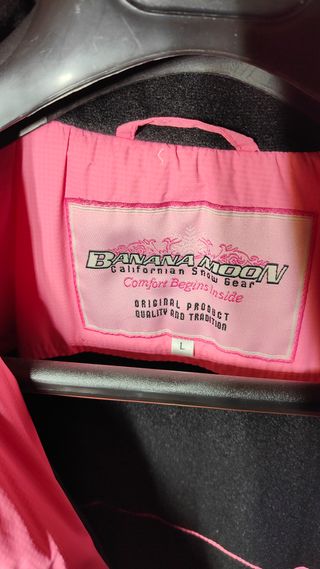 BANANA MOON
Californian Snow Gear
Comfort Begins Inside
ORIGINAL PRODUCT
QUALITY AND TRADITION
L